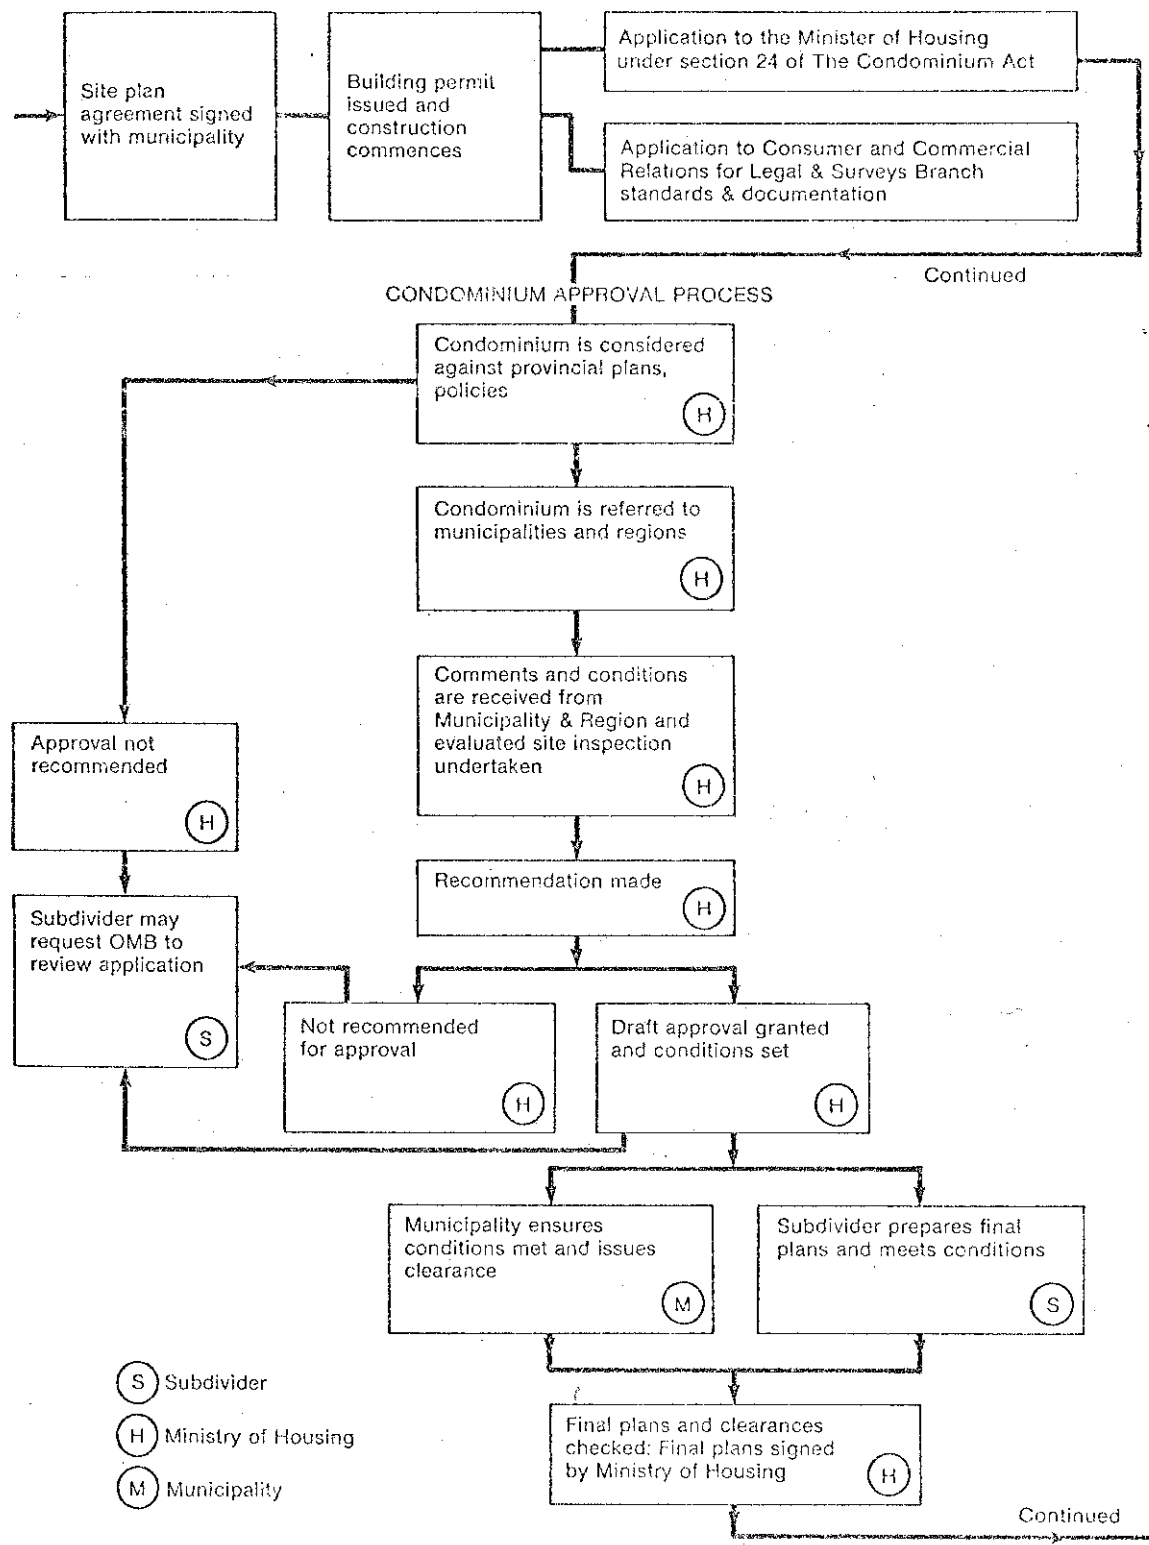 Site plan
agreement signed
with municipality
Building permit
issued and
construction
commences
Application to the Minister of Housing
under section 24 of The Condominium Act
Application to Consumer and Commercial
Relations for Legal & Surveys Branch
standards & documentation
Continued
CONDOMINIUM APPROVAL PROCESS
Condominium is considered
against provincial plans,
policies
H
Condominium is referred to
municipalities and regions
H
Comments and conditions
are received from
Municipality & Region and
evaluated site inspection
undertaken
H
Approval not
recommended
H
Recommendation made
H
Subdivider may
request OMB to
review application
S
Not recommended
for approval
H
Draft approval granted
and conditions set
H
Municipality ensures
conditions met and issues
clearance
M
Subdivider prepares final
plans and meets conditions
S
S Subdivider
H Ministry of Housing
M Municipality
Final plans and clearances
checked: Final plans signed
by Ministry of Housing
H
Continued